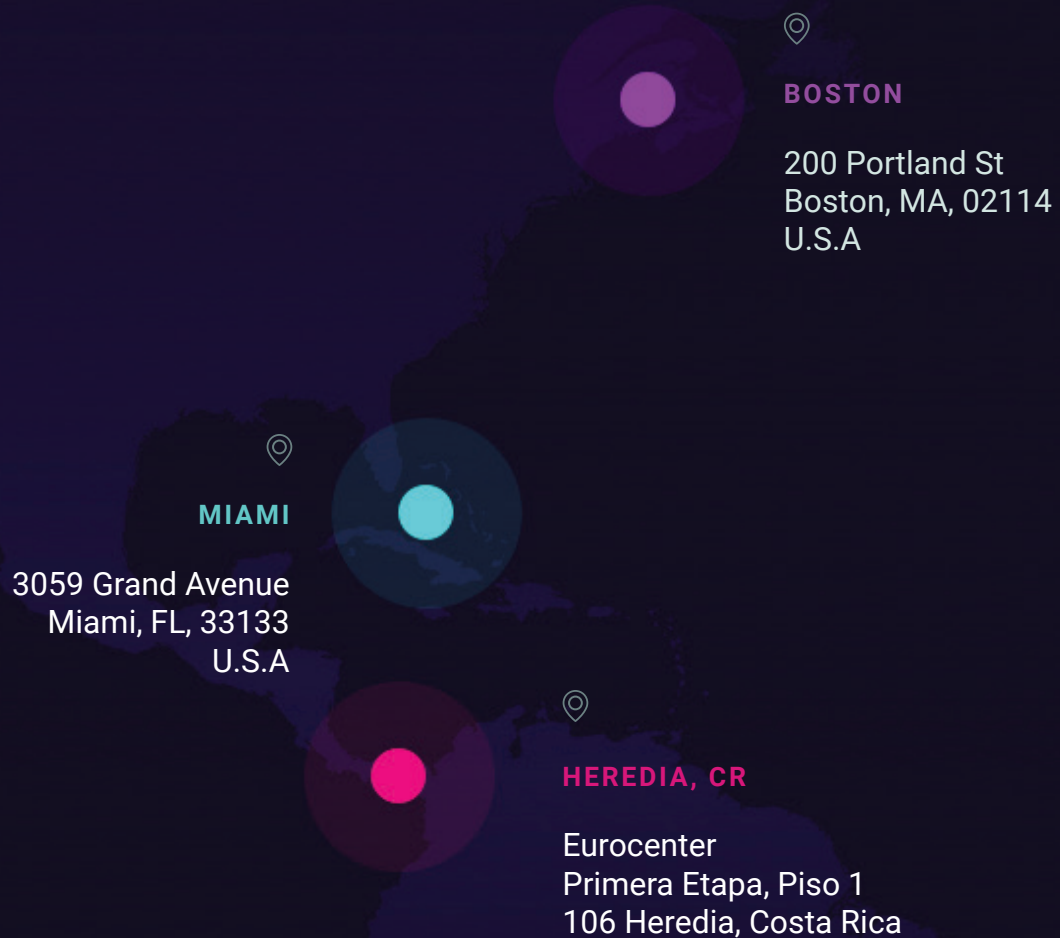 BOSTON
200 Portland St
Boston, MA, 02114
U.S.A
MIAMI
3059 Grand Avenue
Miami, FL, 33133
U.S.A
HEREDIA, CR
Eurocenter
Primera Etapa, Piso 1
106 Heredia, Costa Rica